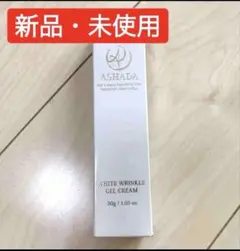 新品・未使用
ASHADA
WHITE WRINKLE
GEL CREAM
30g / 1.05 oz.